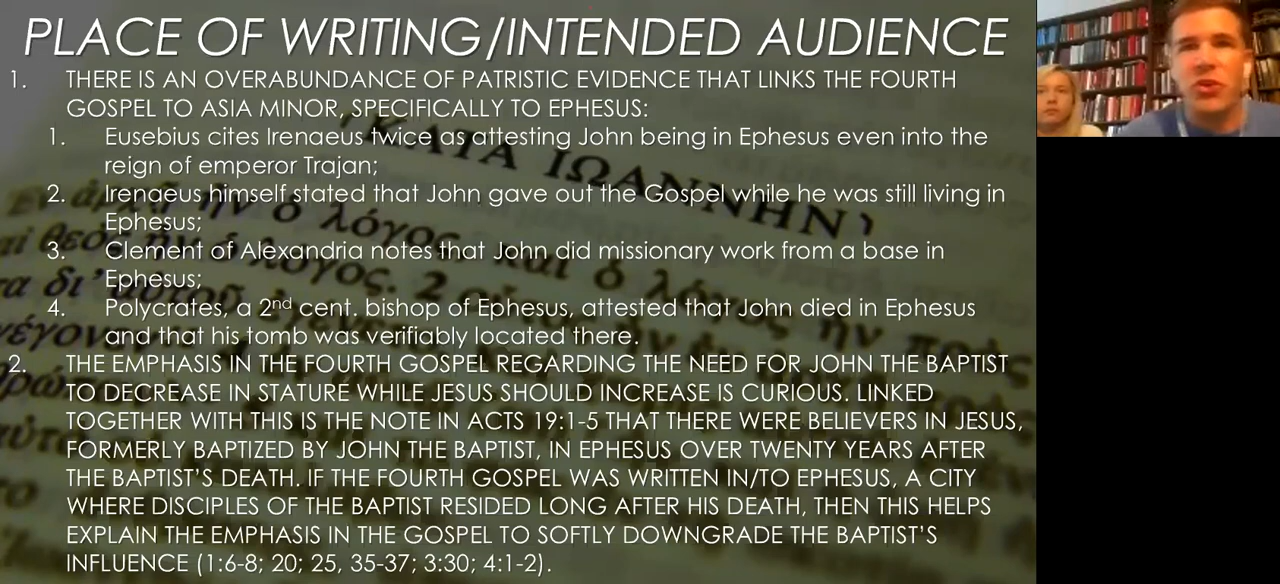 PLACE OF WRITING/INTENDED AUDIENCE
1. THERE IS AN OVERABUNDANCE OF PATRISTIC EVIDENCE THAT LINKS THE FOURTH
GOSPEL TO ASIA MINOR, SPECIFICALLY TO EPHESUS:
1. Eusebius cites Irenaeus twice as attesting John being in Ephesus even into the
reign of emperor Trajan;
2. Irenaeus himself stated that John gave out the Gospel while he was still living in
Ephesus;
3. Clement of Alexandria notes that John did missionary work from a base in
Ephesus;
4. Polycrates, a 2nd cent. bishop of Ephesus, attested that John died in Ephesus
and that his tomb was verifiably located there.
2. THE EMPHASIS IN THE FOURTH GOSPEL REGARDING THE NEED FOR JOHN THE BAPTIST
TO DECREASE IN STATURE WHILE JESUS SHOULD INCREASE IS CURIOUS. LINKED
TOGETHER WITH THIS IS THE NOTE IN ACTS 19:1-5 THAT THERE WERE BELIEVERS IN JESUS,
FORMERLY BAPTIZED BY JOHN THE BAPTIST, IN EPHESUS OVER TWENTY YEARS AFTER
THE BAPTIST'S DEATH. IF THE FOURTH GOSPEL WAS WRITTEN IN/TO EPHESUS, A CITY
WHERE DISCIPLES OF THE BAPTIST RESIDED LONG AFTER HIS DEATH, THEN THIS HELPS
EXPLAIN THE EMPHASIS IN THE GOSPEL TO SOFTLY DOWNGRADE THE BAPTIST'S
INFLUENCE (1:6-8; 20; 25, 35-37; 3:30; 4:1-2).
ΚΑΤΑ ΙΩΑΝΝΗΝ
ἦν ὁ λόγος καὶ ὁ λόγος ἦν πρὸς